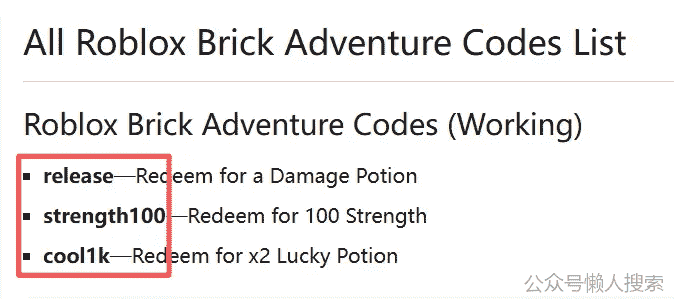 All Roblox Brick Adventure Codes List
Roblox Brick Adventure Codes (Working)
release—Redeem for a Damage Potion
strength100—Redeem for 100 Strength
cool1k—Redeem for x2 Lucky Potion
公众号懒人搜索